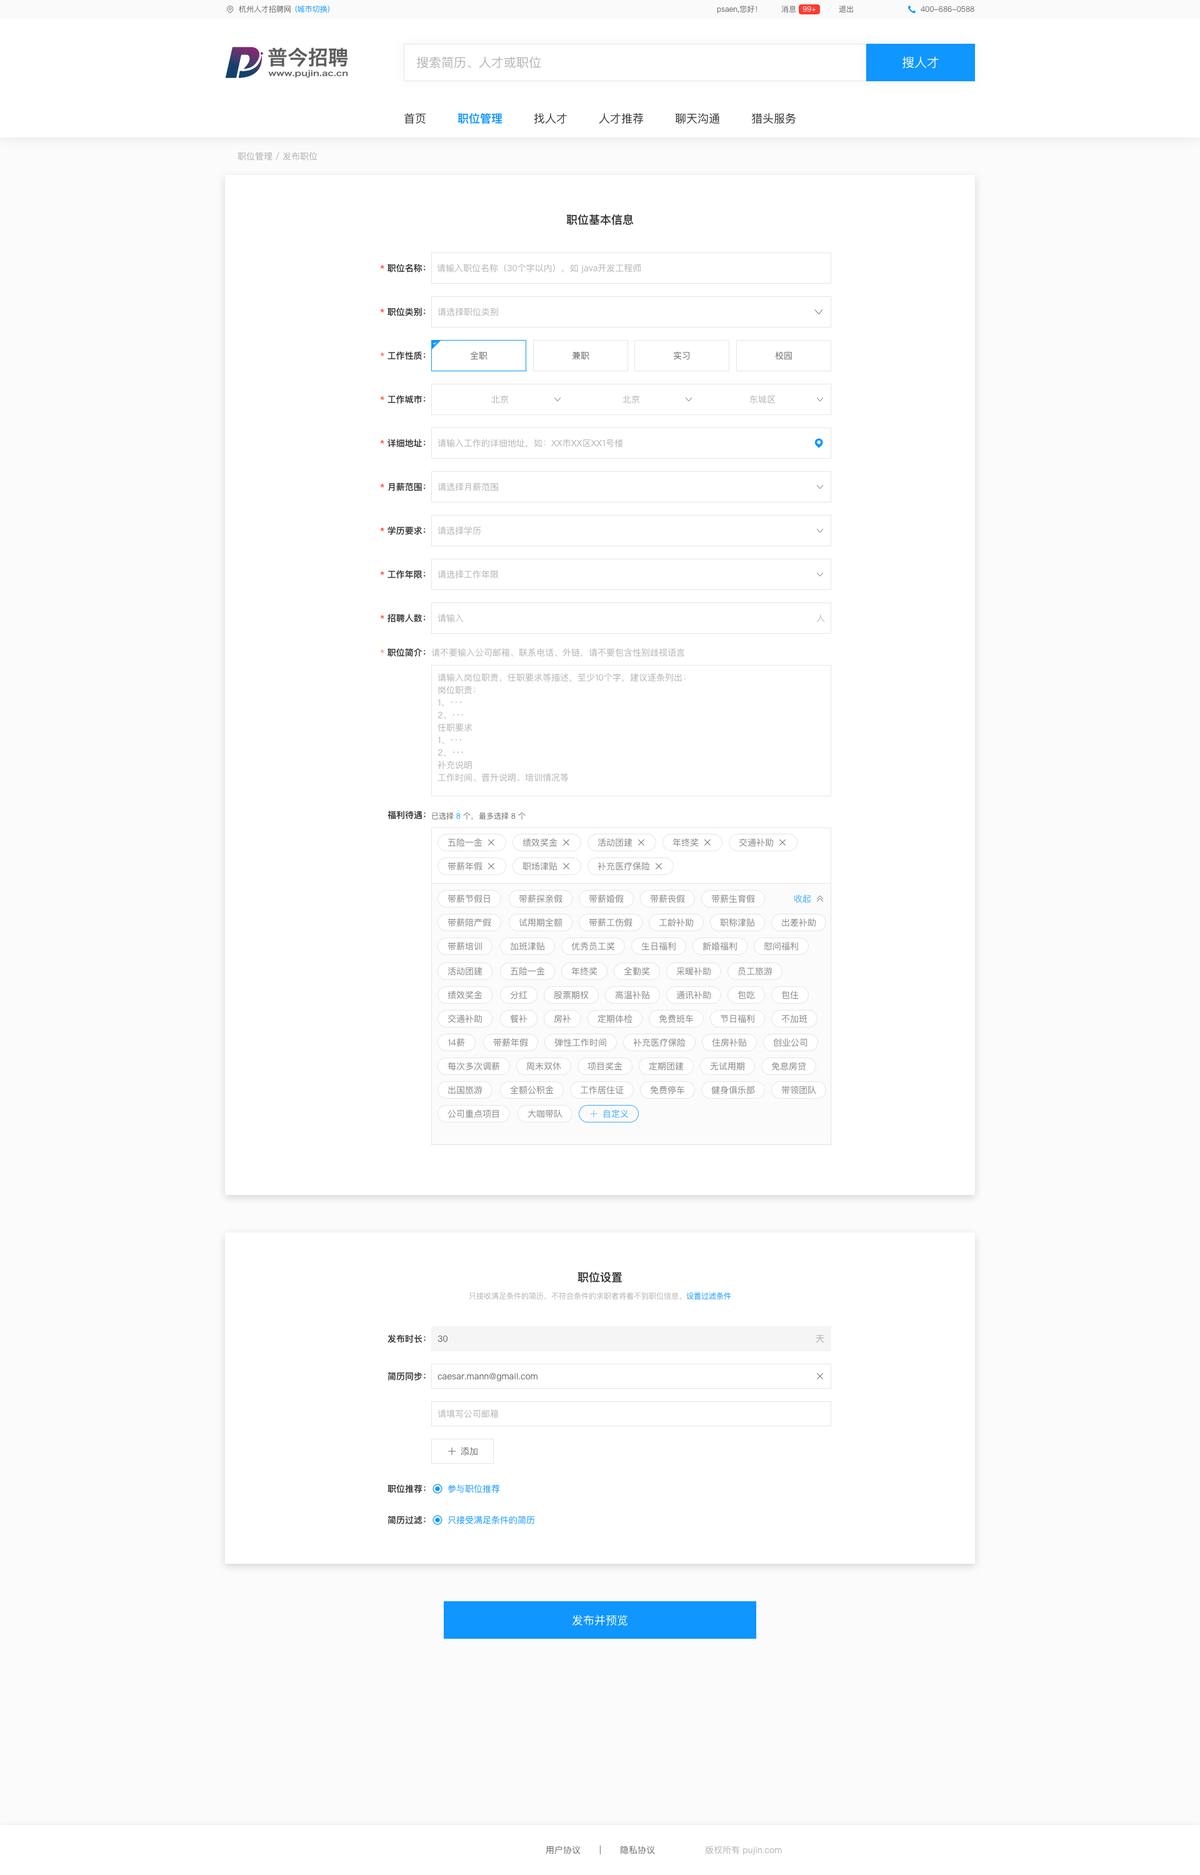 杭州人才招聘网 (城市切换)
psaen,您好!
消息 99+
退出
400-686-0588
普今招聘
www.pujin.ac.cn
搜索简历、人才或职位
搜人才
首页 职位管理 找人才 人才推荐 聊天沟通 猎头服务
职位管理 / 发布职位
职位基本信息
* 职位名称: 请输入职位名称（30个字以内），如 java开发工程师
* 职位类别: 请选择职位类别
* 工作性质: 全职 兼职 实习 校园
* 工作城市: 北京 北京 东城区
* 详细地址: 请输入工作的详细地址，如：XX市XX区XX1号楼
* 月薪范围: 请选择月薪范围
* 学历要求: 请选择学历
* 工作年限: 请选择工作年限
* 招聘人数: 请输入 人
* 职位简介: 请不要输入公司邮箱、联系电话、外链，请不要包含性别歧视语言
请输入岗位职责，任职要求等描述，至少10个字，建议逐条列出：
岗位职责：
1、···
2、···
任职要求
1、···
2、···
补充说明
工作时间、晋升说明、培训情况等
福利待遇: 已选择 8 个，最多选择 8 个
五险一金 绩效奖金 活动团建 年终奖 交通补助
带薪年假 职场津贴 补充医疗保险
带薪节假日 带薪探亲假 带薪婚假 带薪丧假 带薪生育假 收起
带薪陪产假 试用期全额 带薪工伤假 工龄补助 职称津贴 出差补助
带薪培训 加班津贴 优秀员工奖 生日福利 新婚福利 慰问福利
活动团建 五险一金 年终奖 全勤奖 采暖补助 员工旅游
绩效奖金 分红 股票期权 高温补贴 通讯补助 包吃 包住
交通补助 餐补 房补 定期体检 免费班车 节日福利 不加班
14薪 带薪年假 弹性工作时间 补充医疗保险 住房补贴 创业公司
每次多次调薪 周末双休 项目奖金 定期团建 无试用期 免息房贷
出国旅游 全额公积金 工作居住证 免费停车 健身俱乐部 带领团队
公司重点项目 大咖带队 自定义
职位设置
只接收满足条件的简历，不符合条件的求职者将看不到职位信息，设置过滤条件
发布时长: 30 天
简历同步: caesar.mann@gmail.com
请填写公司邮箱
添加
职位推荐: 参与职位推荐
简历过滤: 只接受满足条件的简历
发布并预览
用户协议 | 隐私协议 版权所有 pujin.com